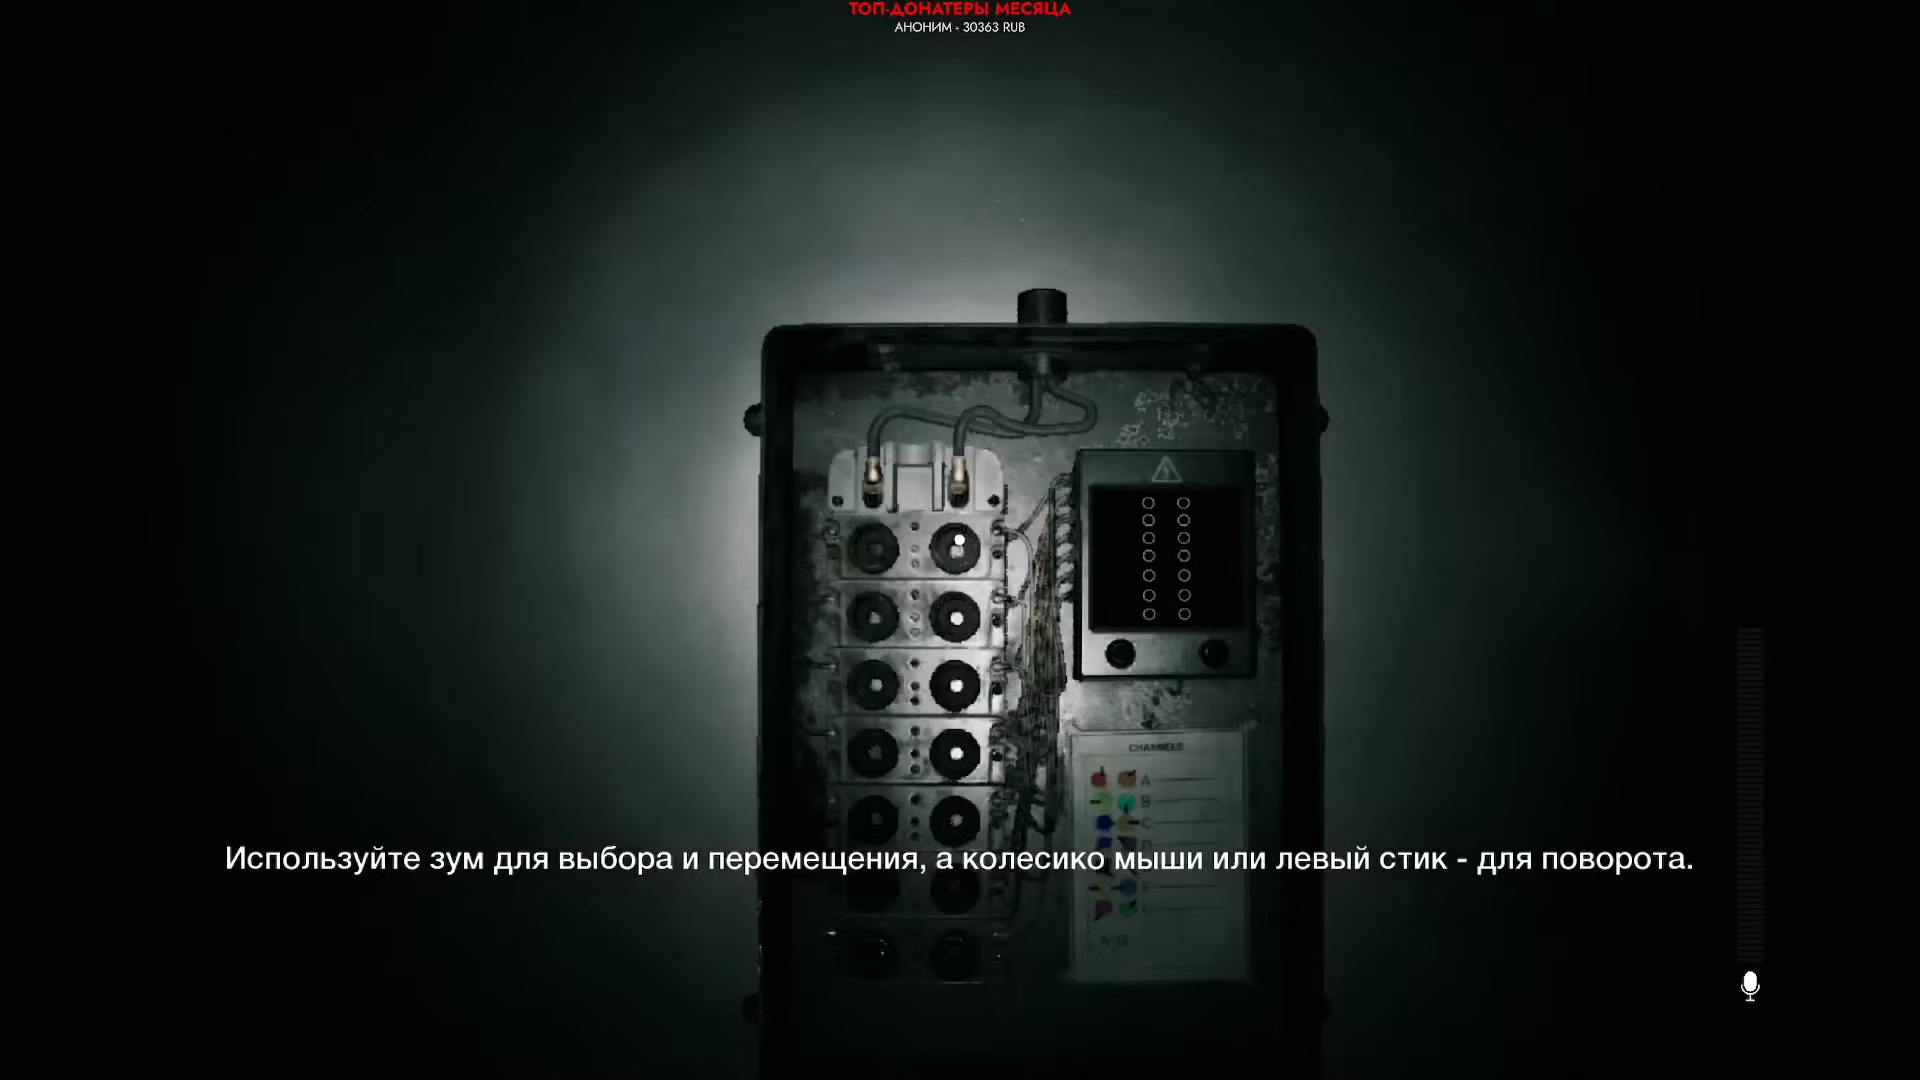 ТОП-ДОНАТЕРЫ МЕСЯЦА
АНОНИМ - 30363 RUB
CHANNELS
A
B
C
Используйте зум для выбора и перемещения, а колесико мыши или левый стик - для поворота.
F
G
A-G